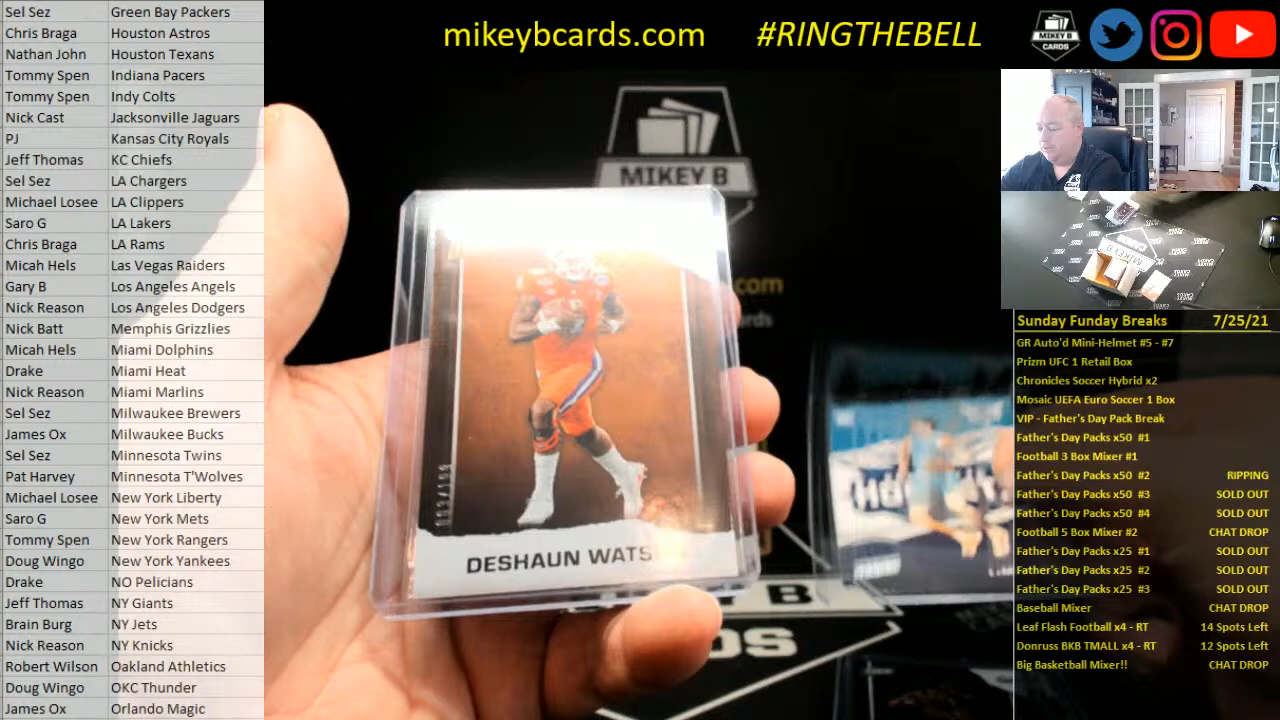 Sel Sez Green Bay Packers
Chris Braga Houston Astros
Nathan John Houston Texans
Tommy Spen Indiana Pacers
Tommy Spen Indy Colts
Nick Cast Jacksonville Jaguars
PJ Kansas City Royals
Jeff Thomas KC Chiefs
Sel Sez LA Chargers
Michael Losee LA Clippers
Saro G LA Lakers
Chris Braga LA Rams
Micah Hels Las Vegas Raiders
Gary B Los Angeles Angels
Nick Reason Los Angeles Dodgers
Nick Batt Memphis Grizzlies
Micah Hels Miami Dolphins
Drake Miami Heat
Nick Reason Miami Marlins
Sel Sez Milwaukee Brewers
James Ox Milwaukee Bucks
Sel Sez Minnesota Twins
Pat Harvey Minnesota T'Wolves
Michael Losee New York Liberty
Saro G New York Mets
Tommy Spen New York Rangers
Doug Wingo New York Yankees
Drake NO Pelicians
Jeff Thomas NY Giants
Brain Burg NY Jets
Nick Reason NY Knicks
Robert Wilson Oakland Athletics
Doug Wingo OKC Thunder
James Ox Orlando Magic
mikeybcards.com #RINGTHEBELL
MIKEY B
CARDS
MIKEY B
.com
DESHAUN WATS
Sunday Funday Breaks 7/25/21
GR Auto'd Mini-Helmet #5 - #7
Prizm UFC 1 Retail Box
Chronicles Soccer Hybrid x2
Mosaic UEFA Euro Soccer 1 Box
VIP - Father's Day Pack Break
Father's Day Packs x50 #1
Football 3 Box Mixer #1
Father's Day Packs x50 #2 RIPPING
Father's Day Packs x50 #3 SOLD OUT
Father's Day Packs x50 #4 SOLD OUT
Football 5 Box Mixer #2 CHAT DROP
Father's Day Packs x25 #1 SOLD OUT
Father's Day Packs x25 #2 SOLD OUT
Father's Day Packs x25 #3 SOLD OUT
Baseball Mixer CHAT DROP
Leaf Flash Football x4 - RT 14 Spots Left
Donruss BKB TMALL x4 - RT 12 Spots Left
Big Basketball Mixer!! CHAT DROP